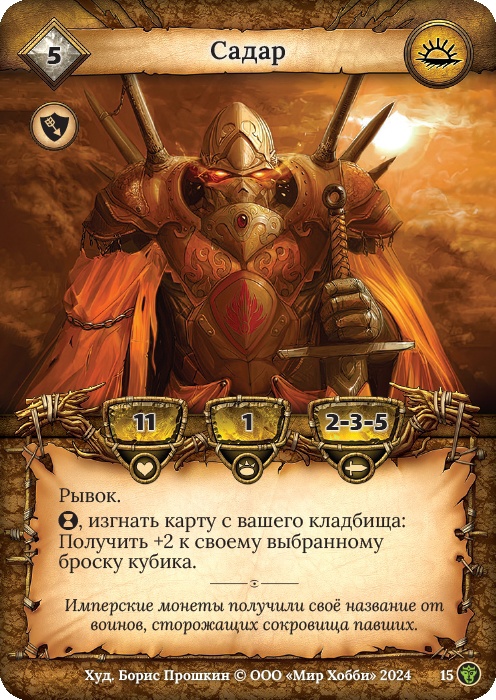 5
Садар
11
1
2-3-5
Рывок.
, изгнать карту с вашего кладбища:
Получить +2 к своему выбранному
броску кубика.
Имперские монеты получили своё название от
воинов, сторожащих сокровища павших.
Худ. Борис Прошкин © ООО «Мир Хобби» 2024
15